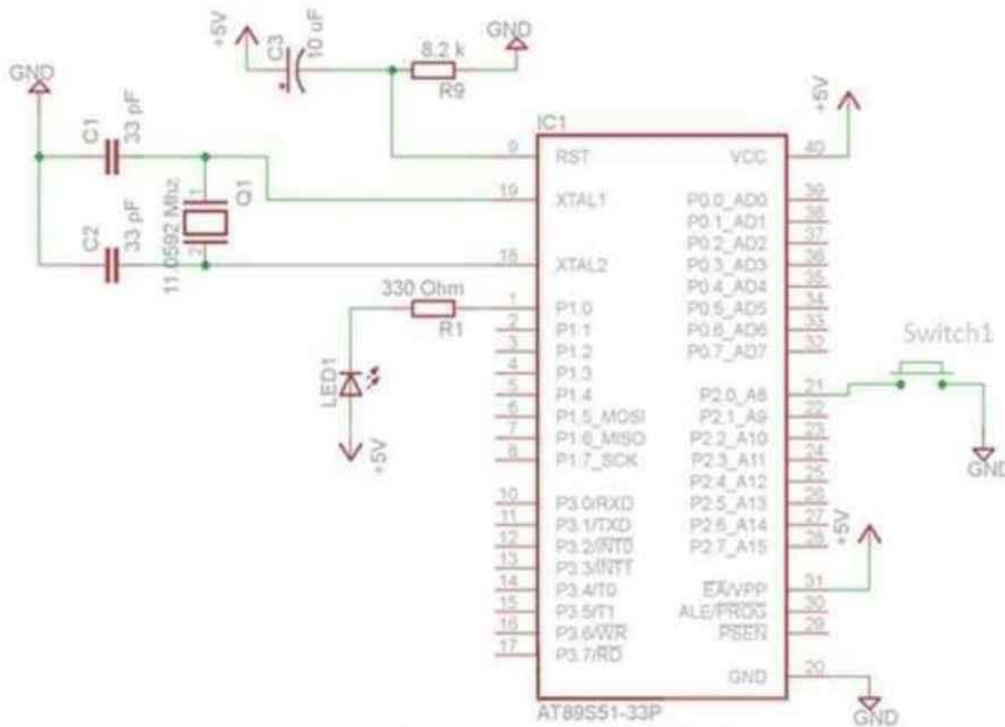 +5V
C3
10 uF
8.2 k
R9
GND
GND
C1
33 pF
C2
33 pF
1
2
Q1
11.0592 Mhz
+5V
IC1
9 RST VCC 40
19 XTAL1 P0.0_AD0 39
P0.1_AD1 38
P0.2_AD2 37
18 XTAL2 P0.3_AD3 36
P0.4_AD4 35
330 Ohm
R1
1 P1.0 P0.5_AD5 34
2 P1.1 P0.6_AD6 33
3 P1.2 P0.7_AD7 32
4 P1.3
5 P1.4 P2.0_A8 21
6 P1.5_MOSI P2.1_A9 22
7 P1.6_MISO P2.2_A10 23
8 P1.7_SCK P2.3_A11 24
P2.4_A12 25
10 P3.0/RXD P2.5_A13 26
11 P3.1/TXD P2.6_A14 27
12 P3.2/INT0 P2.7_A15 28
13 P3.3/INT1
14 P3.4/T0 EA/VPP 31
15 P3.5/T1 ALE/PROG 30
16 P3.6/WR PSEN 29
17 P3.7/RD
GND 20
LED1
+5V
Switch1
GND
+5V
GND
AT89S51-33P